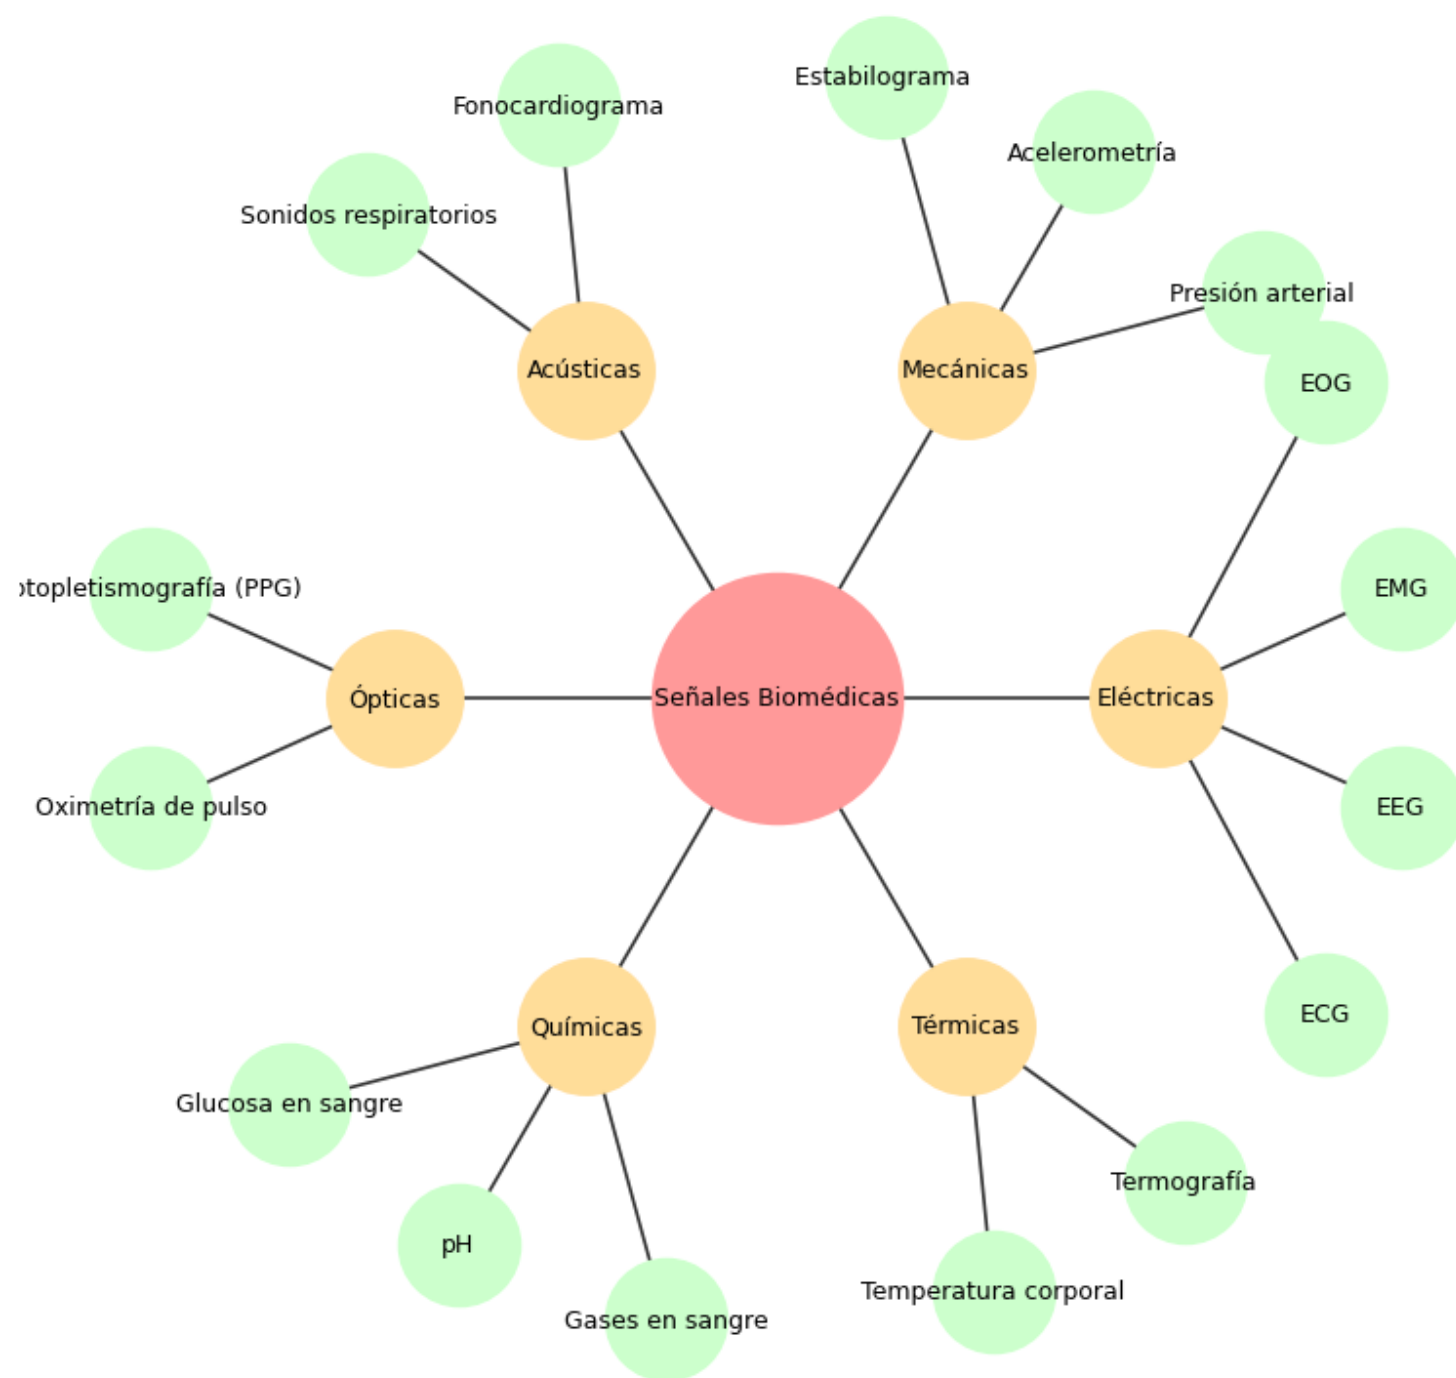 Estabilograma
Fonocardiograma
Acelerometría
Sonidos respiratorios
Presión arterial
Acústicas
Mecánicas
EOG
otopletismografía (PPG)
EMG
Ópticas
Señales Biomédicas
Eléctricas
Oximetría de pulso
EEG
ECG
Químicas
Térmicas
Glucosa en sangre
Termografía
pH
Temperatura corporal
Gases en sangre